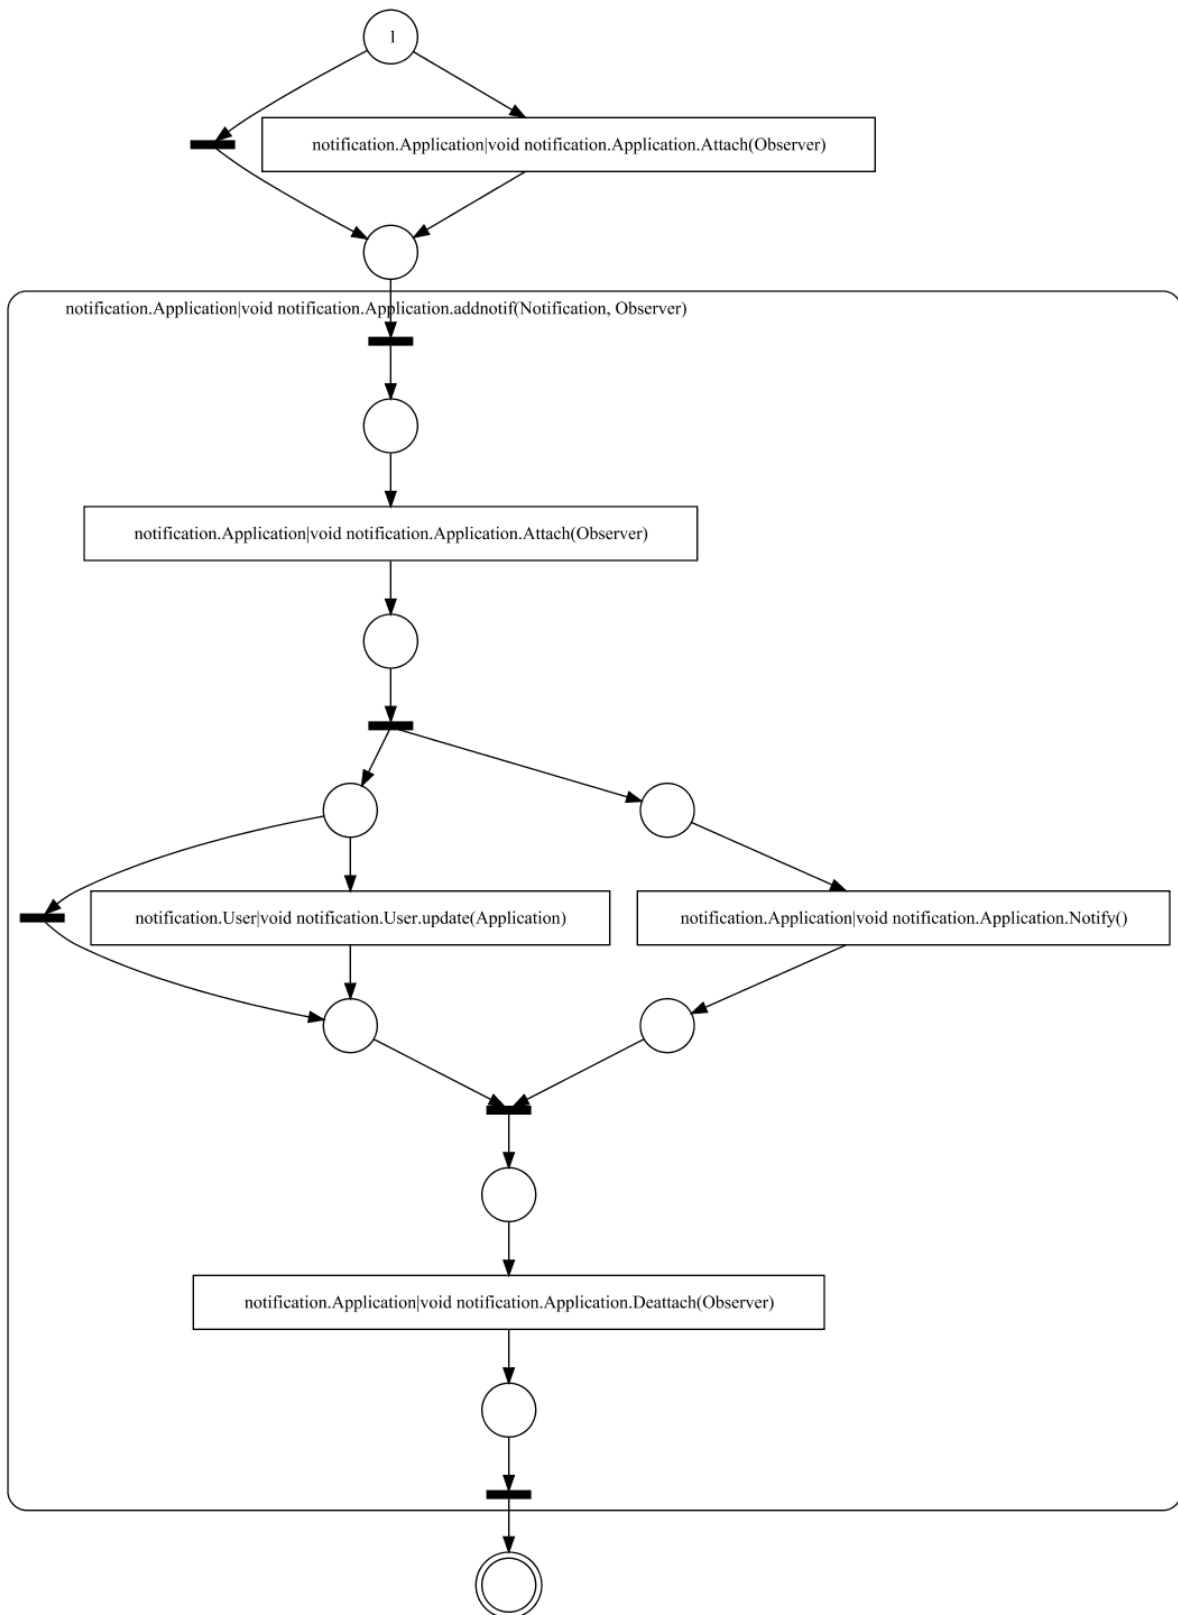 1
notification.Application|void notification.Application.Attach(Observer)
notification.Application|void notification.Application.addnotif(Notification, Observer)
notification.Application|void notification.Application.Attach(Observer)
notification.User|void notification.User.update(Application)
notification.Application|void notification.Application.Notify()
notification.Application|void notification.Application.Deattach(Observer)